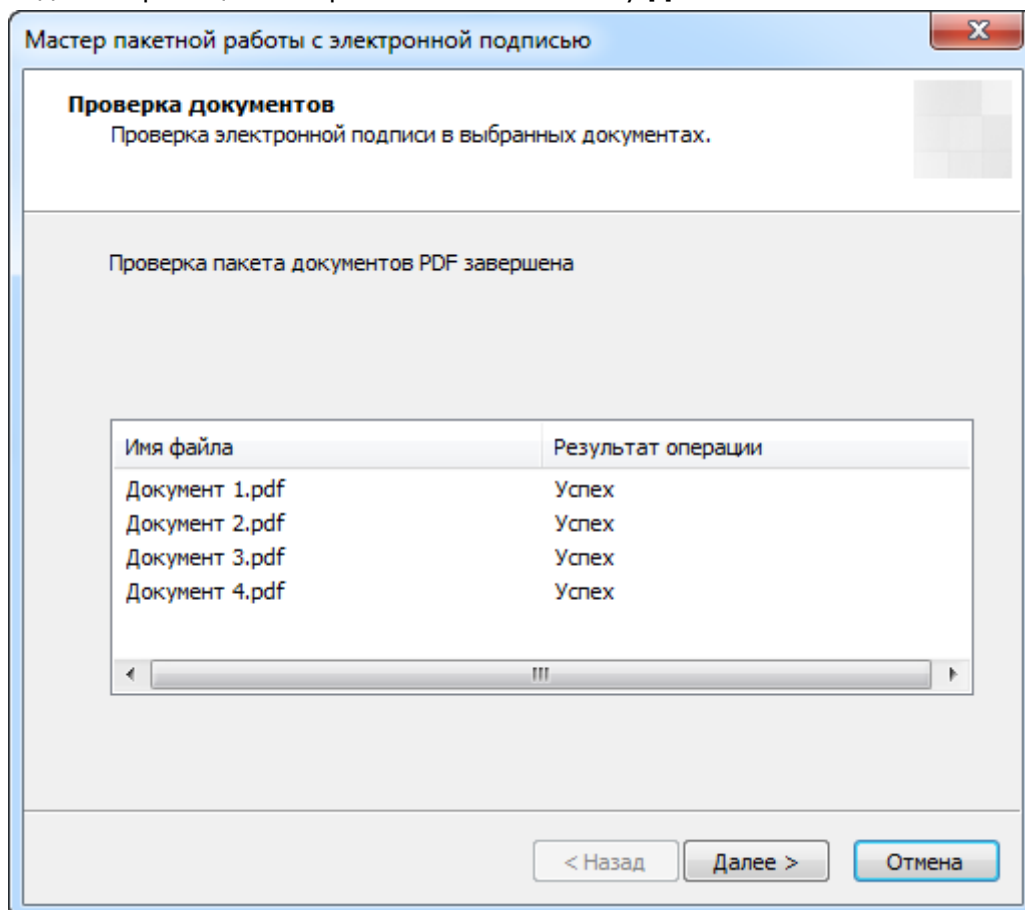 Мастер пакетной работы с электронной подписью
Проверка документов
Проверка электронной подписи в выбранных документах.
Проверка пакета документов PDF завершена
Имя файла Результат операции
Документ 1.pdf Успех
Документ 2.pdf Успех
Документ 3.pdf Успех
Документ 4.pdf Успех
< Назад Далее > Отмена